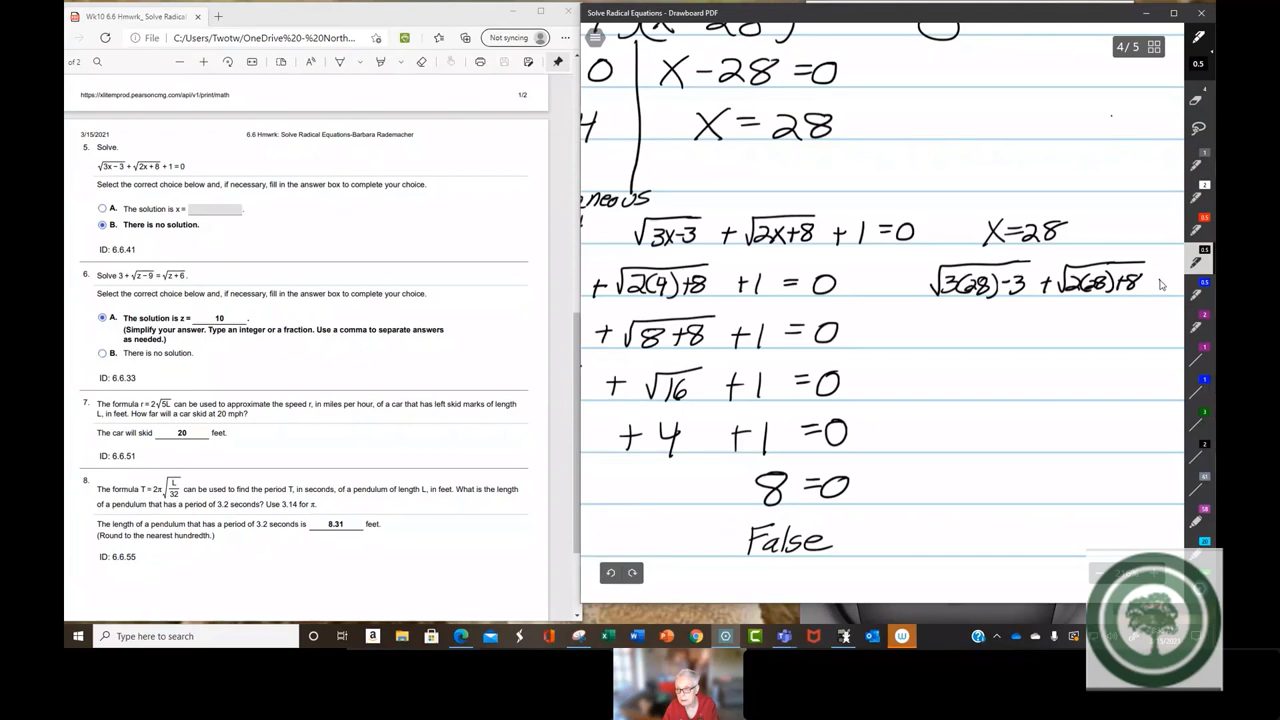 Wk10 6.6 Hmwrk_ Solve Radical
File
C:/Users/Twotw/OneDrive%20-%20North...
Not syncing
of 2
https://xlitemprod.pearsoncmg.com/api/v1/print/math
1/2
3/15/2021
6.6 Hmwrk: Solve Radical Equations-Barbara Rademacher
5. Solve.
√3x − 3 + √2x + 8 + 1 = 0
Select the correct choice below and, if necessary, fill in the answer box to complete your choice.
A. The solution is x =
B. There is no solution.
ID: 6.6.41
6. Solve 3 + √z − 9 = √z + 6.
Select the correct choice below and, if necessary, fill in the answer box to complete your choice.
A. The solution is z = 10 .
(Simplify your answer. Type an integer or a fraction. Use a comma to separate answers
as needed.)
B. There is no solution.
ID: 6.6.33
7. The formula r = 2√5L can be used to approximate the speed r, in miles per hour, of a car that has left skid marks of length
L, in feet. How far will a car skid at 20 mph?
The car will skid 20 feet.
ID: 6.6.51
8. The formula T = 2π√L/32 can be used to find the period T, in seconds, of a pendulum of length L, in feet. What is the length
of a pendulum that has a period of 3.2 seconds? Use 3.14 for π.
The length of a pendulum that has a period of 3.2 seconds is 8.31 feet.
(Round to the nearest hundredth.)
ID: 6.6.55
Solve Radical Equations - Drawboard PDF
4/5
0.5
0 x − 28 = 0
4 x = 28
neous
√3x−3 + √2x+8 + 1 = 0 x=28
+ √2(4)+8 + 1 = 0 √3(28)−3 + √2(28)+8
+ √8+8 + 1 = 0
+ √16 + 1 = 0
+ 4 + 1 = 0
8 = 0
False
Type here to search